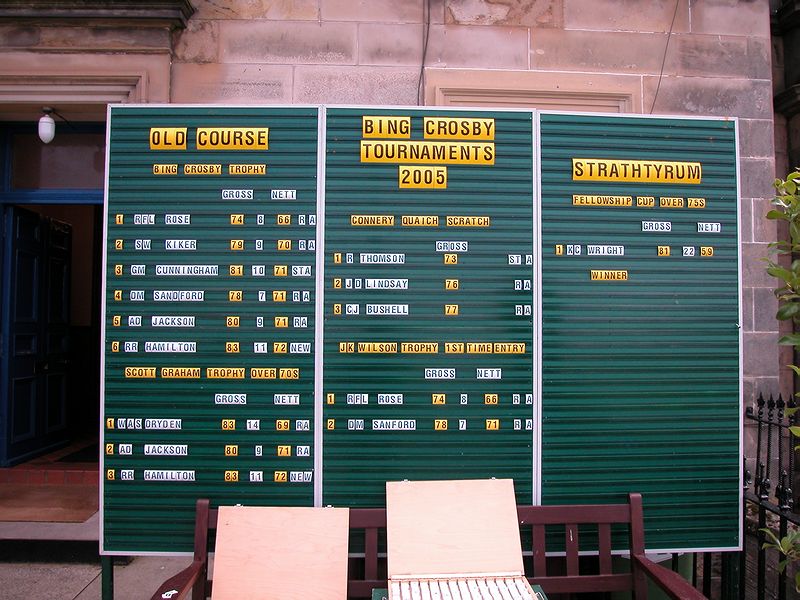 OLD COURSE
BING CROSBY TROPHY
GROSS NETT
1 RFL ROSE 74 8 66 RA
2 SW KIKER 79 9 70 RA
3 GM CUNNINGHAM 81 10 71 STA
4 DM SANDFORD 78 7 71 RA
5 AD JACKSON 80 9 71 RA
6 RR HAMILTON 83 11 72 NEW
SCOTT GRAHAM TROPHY OVER 70S
GROSS NETT
1 WAS DRYDEN 83 14 69 RA
2 AD JACKSON 80 9 71 RA
3 RR HAMILTON 83 11 72 NEW
BING CROSBY
TOURNAMENTS
2005
CONNERY QUAICH SCRATCH
GROSS
1 R THOMSON 73 ST A
2 JD LINDSAY 76 RA
3 CJ BUSHELL 77 RA
JK WILSON TROPHY 1ST TIME ENTRY
GROSS NETT
1 RFL ROSE 74 8 66 RA
2 DM SANFORD 78 7 71 RA
STRATHTYRUM
FELLOWSHIP CUP OVER 75S
GROSS NETT
1 KC WRIGHT 81 22 59
WINNER